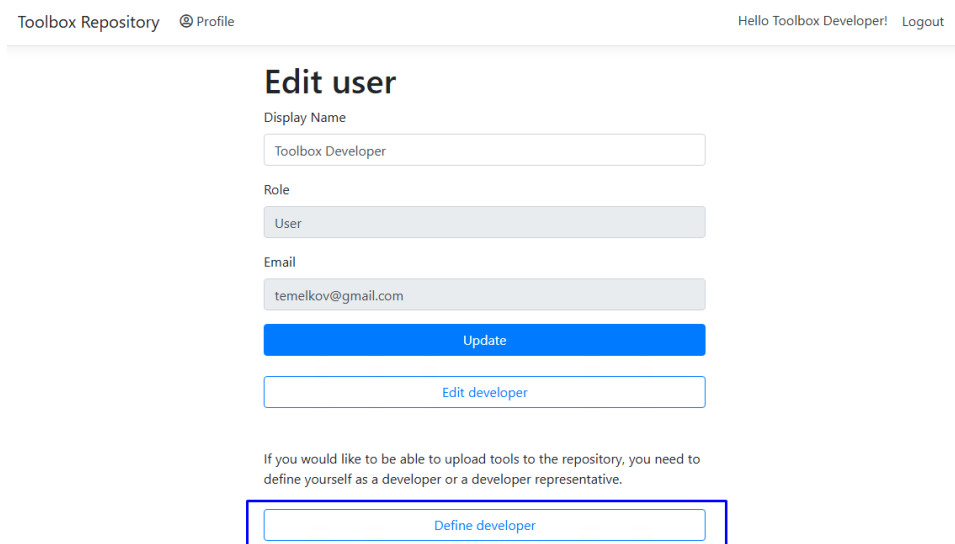 Toolbox Repository Profile Hello Toolbox Developer! Logout
Edit user
Display Name
Toolbox Developer
Role
User
Email
temelkov@gmail.com
Update
Edit developer
If you would like to be able to upload tools to the repository, you need to
define yourself as a developer or a developer representative.
Define developer